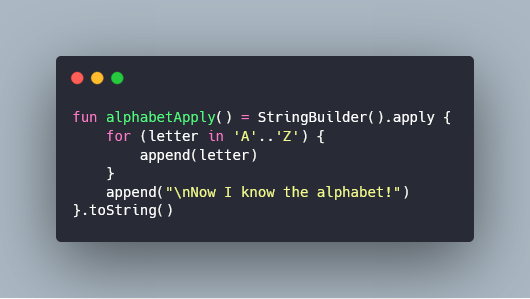 fun alphabetApply() = StringBuilder().apply {
    for (letter in 'A'..'Z') {
        append(letter)
    }
    append("\nNow I know the alphabet!")
}.toString()